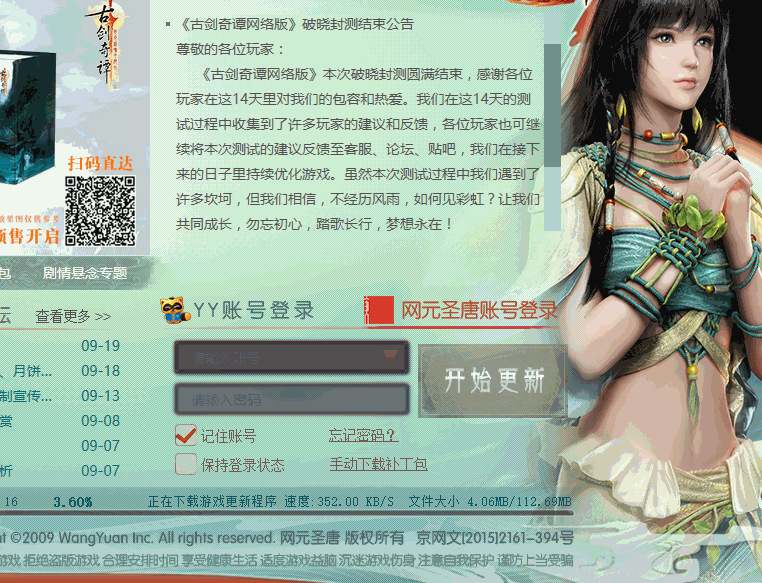 古剑奇谭
《古剑奇谭网络版》破晓封测结束公告
尊敬的各位玩家：
《古剑奇谭网络版》本次破晓封测圆满结束，感谢各位
玩家在这14天里对我们的包容和热爱。我们在这14天的测
试过程中收集到了许多玩家的建议和反馈，各位玩家也可继
续将本次测试的建议反馈至客服、论坛、贴吧，我们在接下
来的日子里持续优化游戏。虽然本次测试过程中我们遇到了
许多坎坷，但我们相信，不经历风雨，如何见彩虹？让我们
共同成长，勿忘初心，踏歌长行，梦想永在！
扫码直达
预售开启
包 剧情悬念专题
坛 查看更多 >>
09-19
、月饼... 09-18
制宣传... 09-13
赏 09-08
09-07
析 09-07
YY账号登录
网元圣唐账号登录
请输入账号
请输入密码
开始更新
记住账号 忘记密码？
保持登录状态 手动下载补丁包
16 3.60% 正在下载游戏更新程序 速度:352.00 KB/S 文件大小 4.06MB/112.69MB
ht ©2009 WangYuan Inc. All rights reserved. 网元圣唐 版权所有 京网文[2015]2161-394号
游戏 拒绝盗版游戏 合理安排时间 享受健康生活 适度游戏益脑 沉迷游戏伤身 注意自我保护 谨防上当受骗